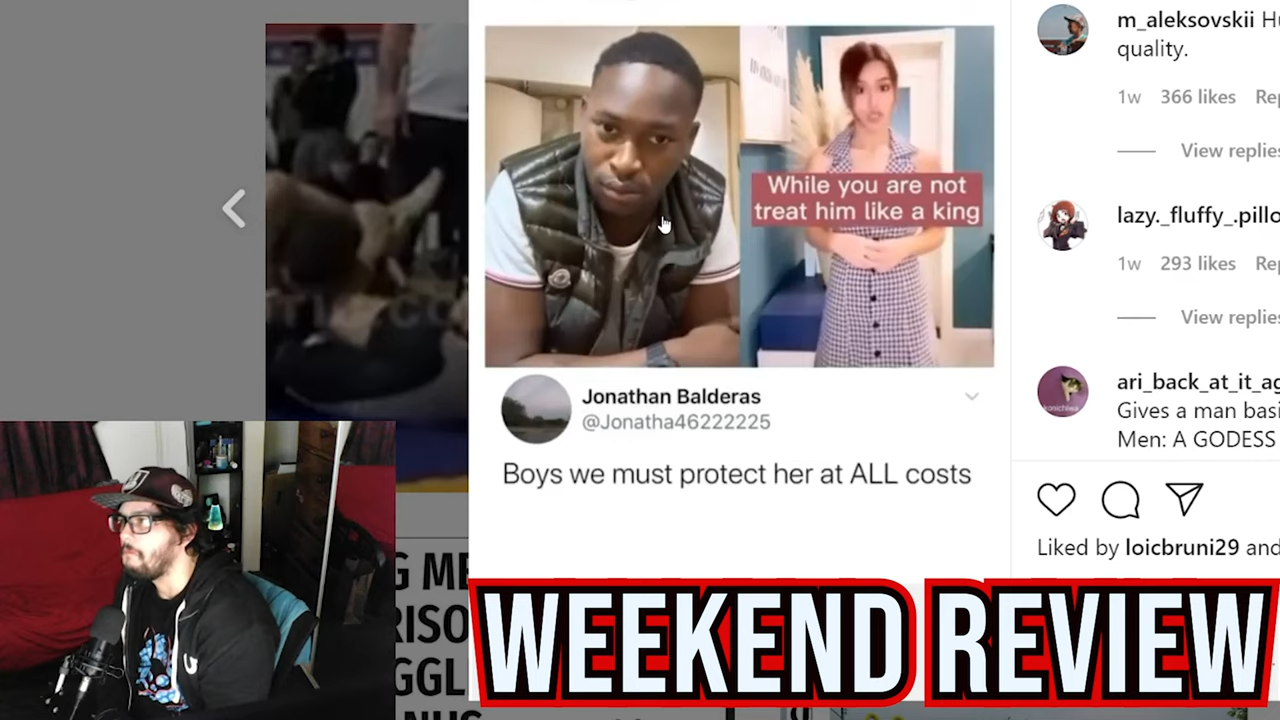 m_aleksovskii
quality.
1w 366 likes
View replies
lazy._fluffy_.pillo
1w 293 likes
View replies
ari_back_at_it_ag
Gives a man basi
Men: A GODESS
Liked by loicbruni29 and
While you are not
treat him like a king
Jonathan Balderas
@Jonatha46222225
Boys we must protect her at ALL costs
WEEKEND REVIEW